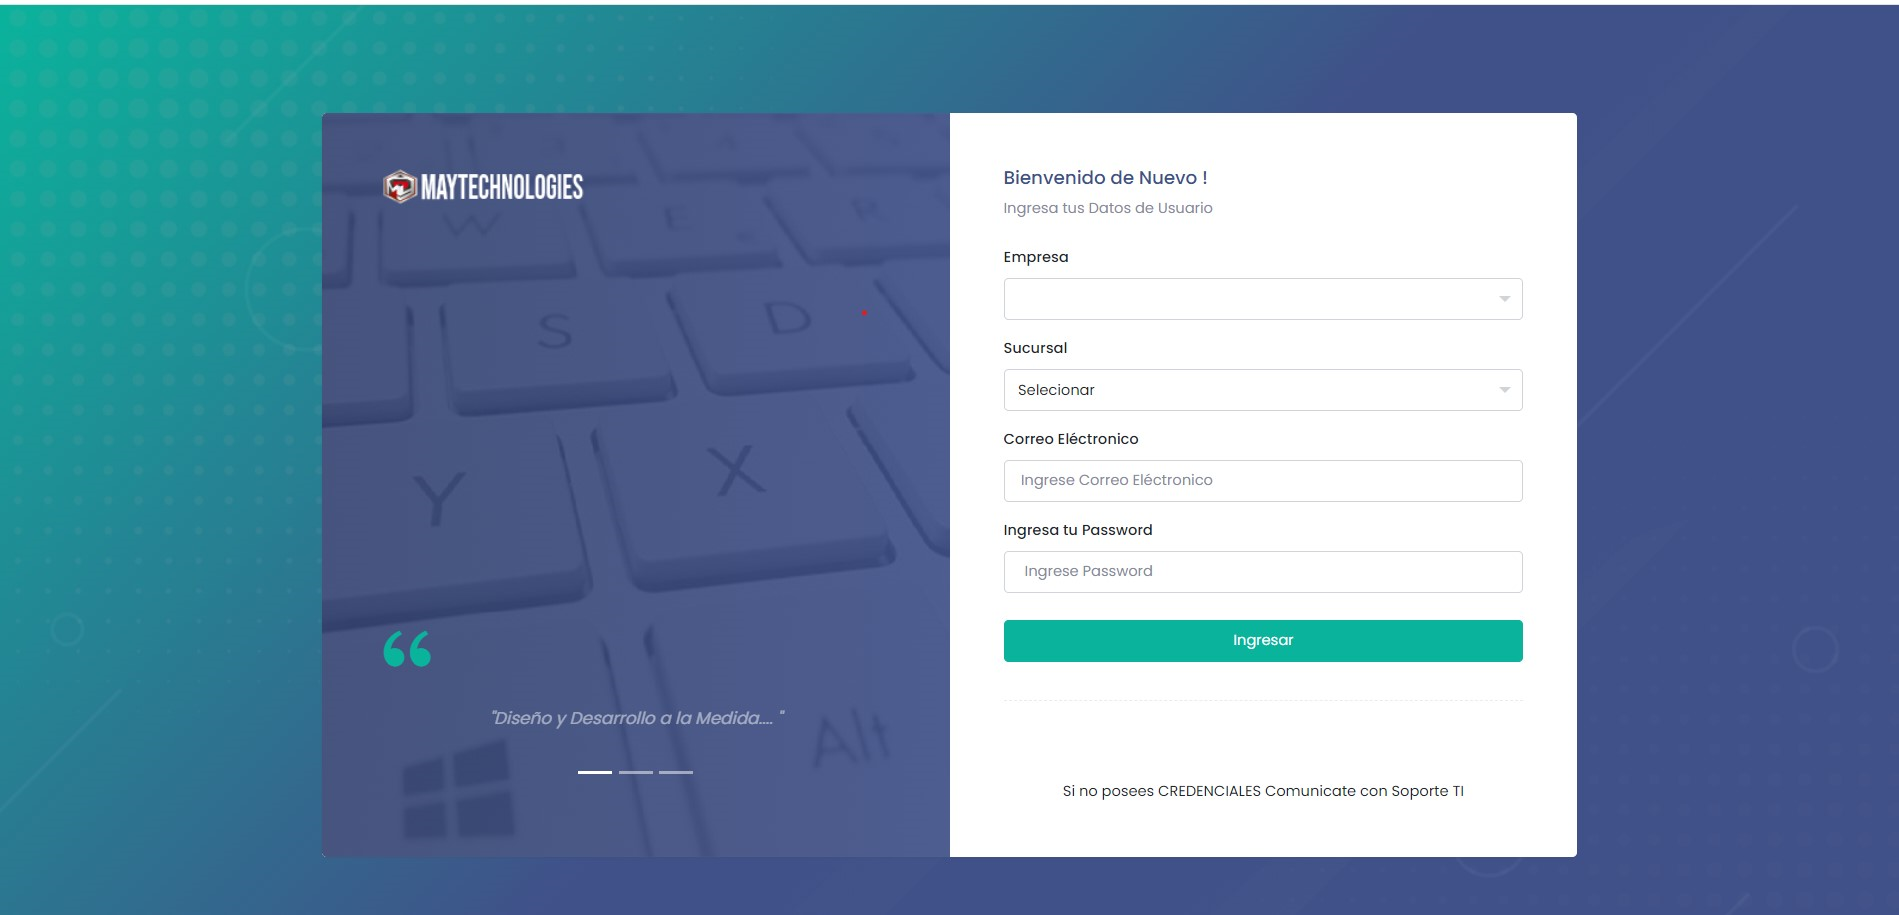 MAYTECHNOLOGIES
W
E
R
S
D
Y
X
Alt
"Diseño y Desarrollo a la Medida.... "
Bienvenido de Nuevo !
Ingresa tus Datos de Usuario
Empresa
Sucursal
Selecionar
Correo Eléctronico
Ingrese Correo Eléctronico
Ingresa tu Password
Ingrese Password
Ingresar
Si no posees CREDENCIALES Comunicate con Soporte TI